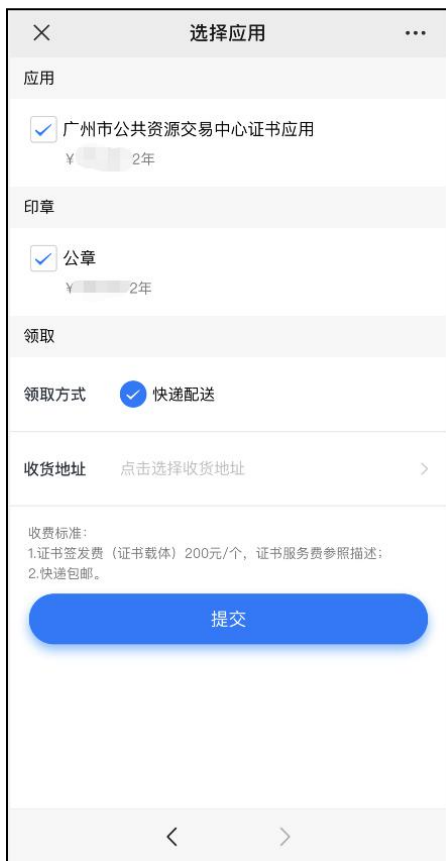 选择应用
应用
广州市公共资源交易中心证书应用
¥ 2年
印章
公章
¥ 2年
领取
领取方式 快递配送
收货地址 点击选择收货地址
收费标准:
1.证书签发费（证书载体）200元/个，证书服务费参照描述；
2.快递包邮。
提交